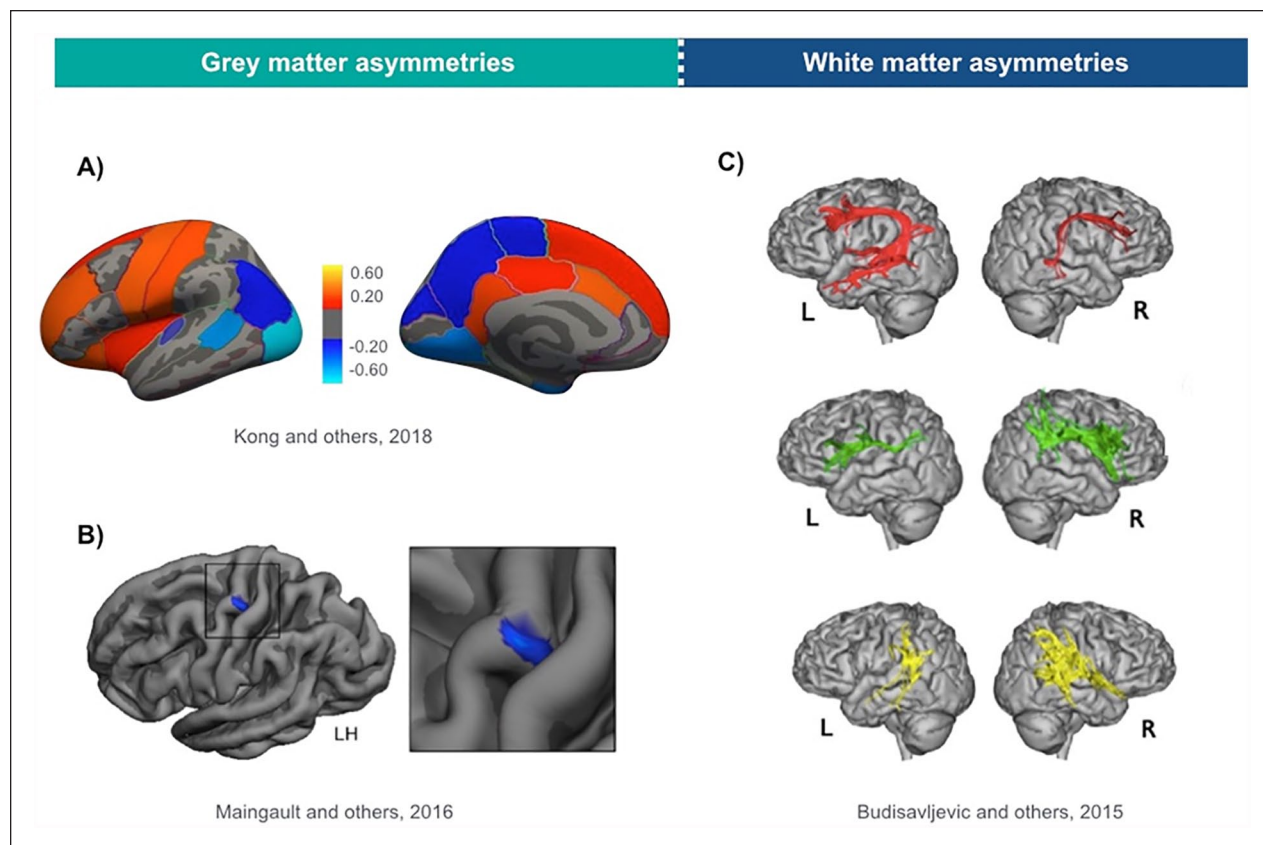 Grey matter asymmetries
White matter asymmetries
A)
0.60
0.20
-0.20
-0.60
Kong and others, 2018
B)
LH
Maingault and others, 2016
C)
L
R
L
R
L
R
Budisavljevic and others, 2015